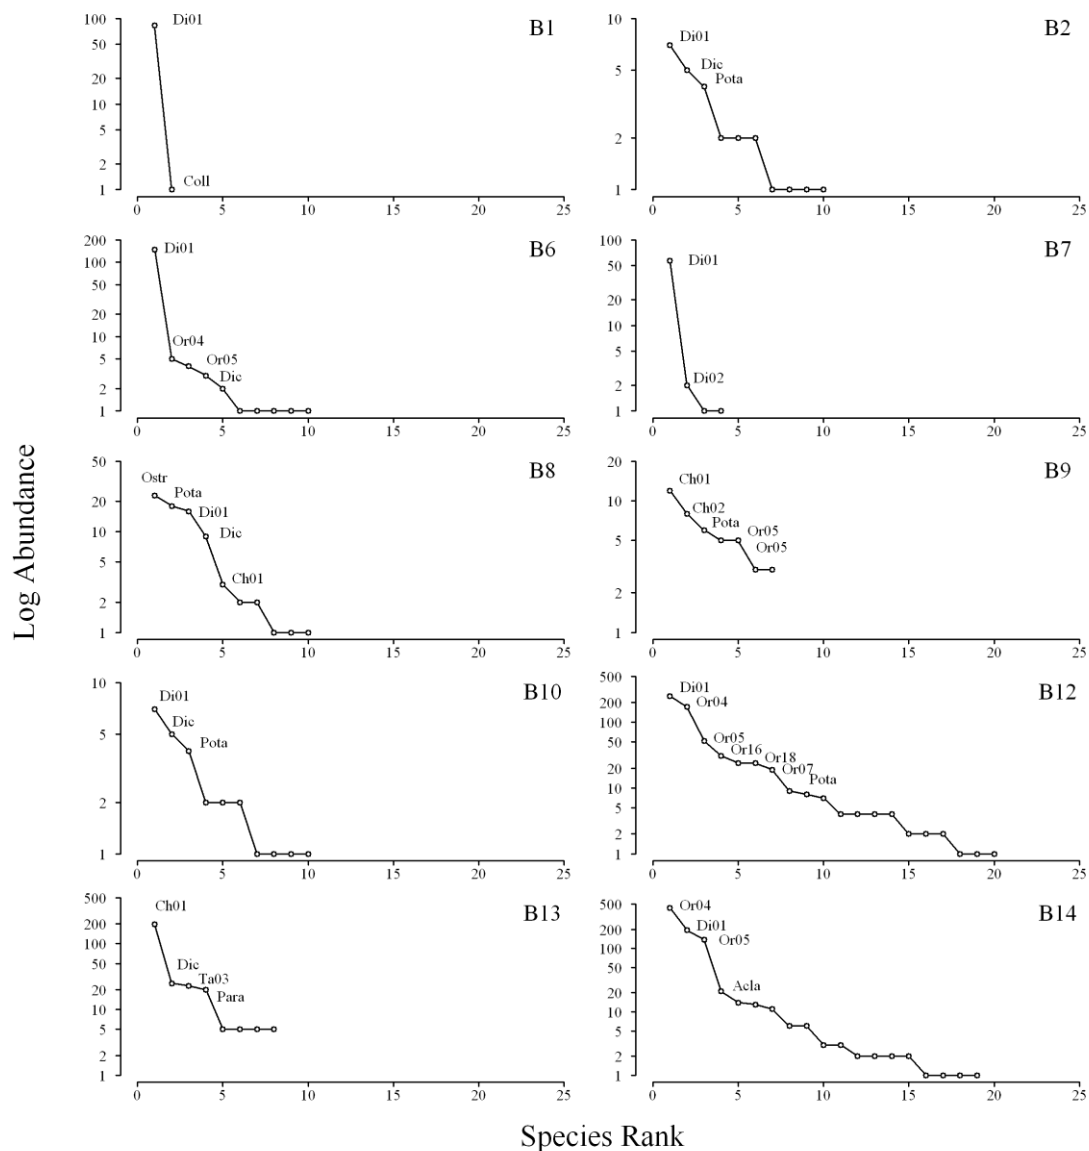 B1
100
50
20
10
5
2
1
Di01
Coll
0 5 10 15 20 25
B2
10
5
2
1
Di01
Dic
Pota
0 5 10 15 20 25
B6
200
100
50
20
10
5
2
1
Di01
Or04
Or05
Dic
0 5 10 15 20 25
B7
100
50
20
10
5
2
1
Di01
Di02
0 5 10 15 20 25
Log Abundance
B8
50
20
10
5
2
1
Ostr
Pota
Di01
Dic
Ch01
0 5 10 15 20 25
B9
20
10
5
2
1
Ch01
Ch02
Pota
Or05
Or05
0 5 10 15 20 25
B10
10
5
2
1
Di01
Dic
Pota
0 5 10 15 20 25
B12
500
200
100
50
20
10
5
2
1
Di01
Or04
Or05
Or16
Or18
Or07
Pota
0 5 10 15 20 25
B13
500
200
100
50
20
10
5
2
1
Ch01
Dic
Ta03
Para
0 5 10 15 20 25
B14
500
200
100
50
20
10
5
2
1
Or04
Di01
Or05
Acla
0 5 10 15 20 25
Species Rank